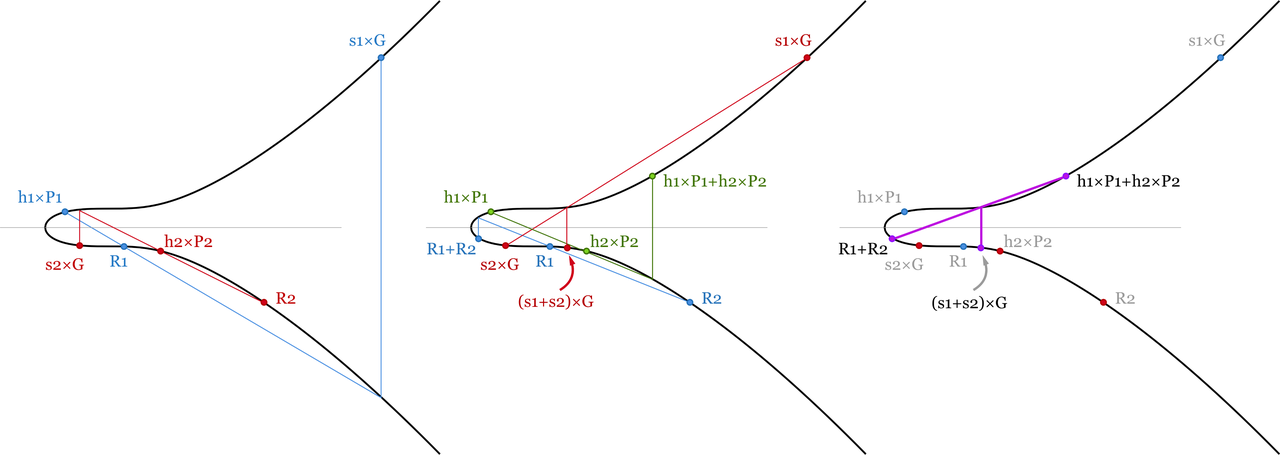 s1×G
h1×P1
h2×P2
s2×G
R1
R2
s1×G
h1×P1
h1×P1+h2×P2
h2×P2
R1+R2
s2×G
R1
R2
(s1+s2)×G
s1×G
h1×P1
h1×P1+h2×P2
R1+R2
h2×P2
s2×G
R1
R2
(s1+s2)×G